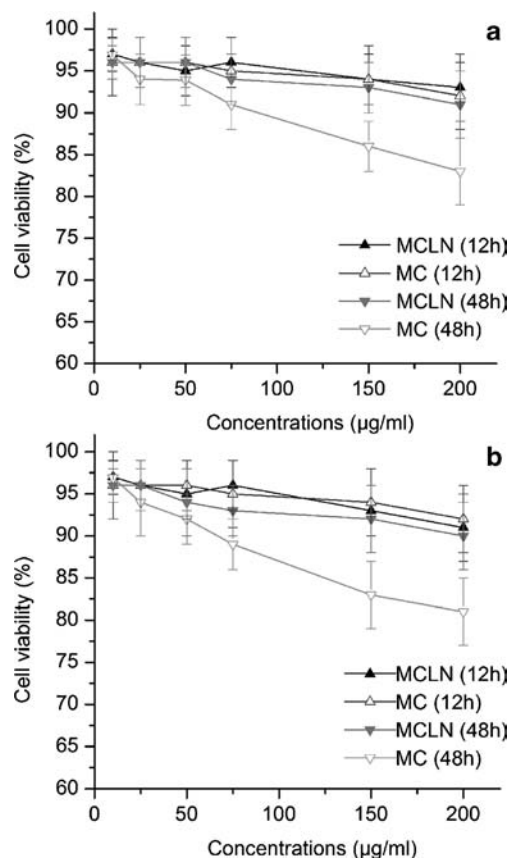 a
100
95
90
85
80
75
70
65
60
Cell viability (%)
MCLN (12h)
MC (12h)
MCLN (48h)
MC (48h)
0 50 100 150 200
Concentrations (µg/ml)
b
100
95
90
85
80
75
70
65
60
Cell viability (%)
MCLN (12h)
MC (12h)
MCLN (48h)
MC (48h)
0 50 100 150 200
Concentrations (µg/ml)